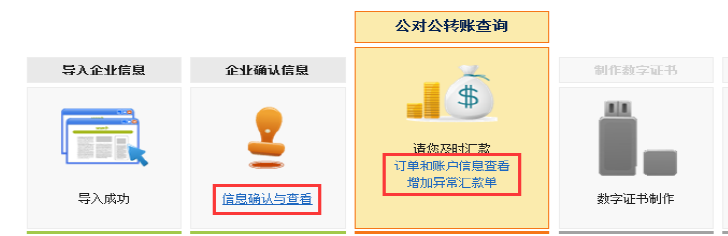 公对公转账查询
导入企业信息
企业确认信息
制作数字证书
请您及时汇款
订单和账户信息查看
增加异常汇款单
导入成功
信息确认与查看
数字证书制作